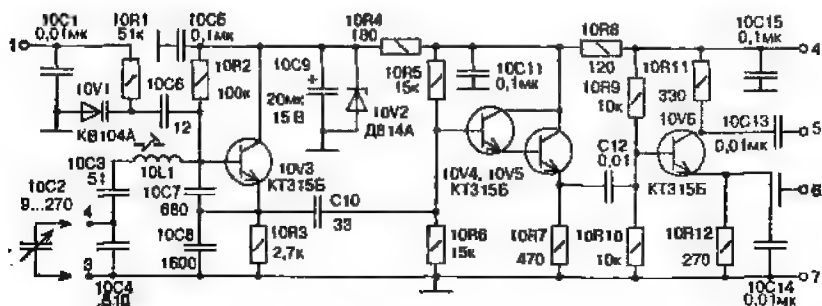 10C1
0,01мк
10R1
51к
10C5
0,1мк
10R4
180
10R8
120
10C15
0,1мк
1
4
10R2
100к
10C9
20мк
15 В
10R5
15к
10C11
0,1мк
10R9
10к
10R11
330
10V1
КВ104А
10C6
12
10V2
Д814А
10V6
КТ315Б
10C13
0,01мк
5
10C3
51
10L1
10V3
КТ315Б
10V4, 10V5
КТ315Б
C12
0,01
10C2
9...270
4
10C7
680
C10
33
6
3
10C8
1600
10R3
2,7к
10R6
15к
10R7
470
10R10
10к
10R12
270
10C4
510
10C14
0,01мк
7